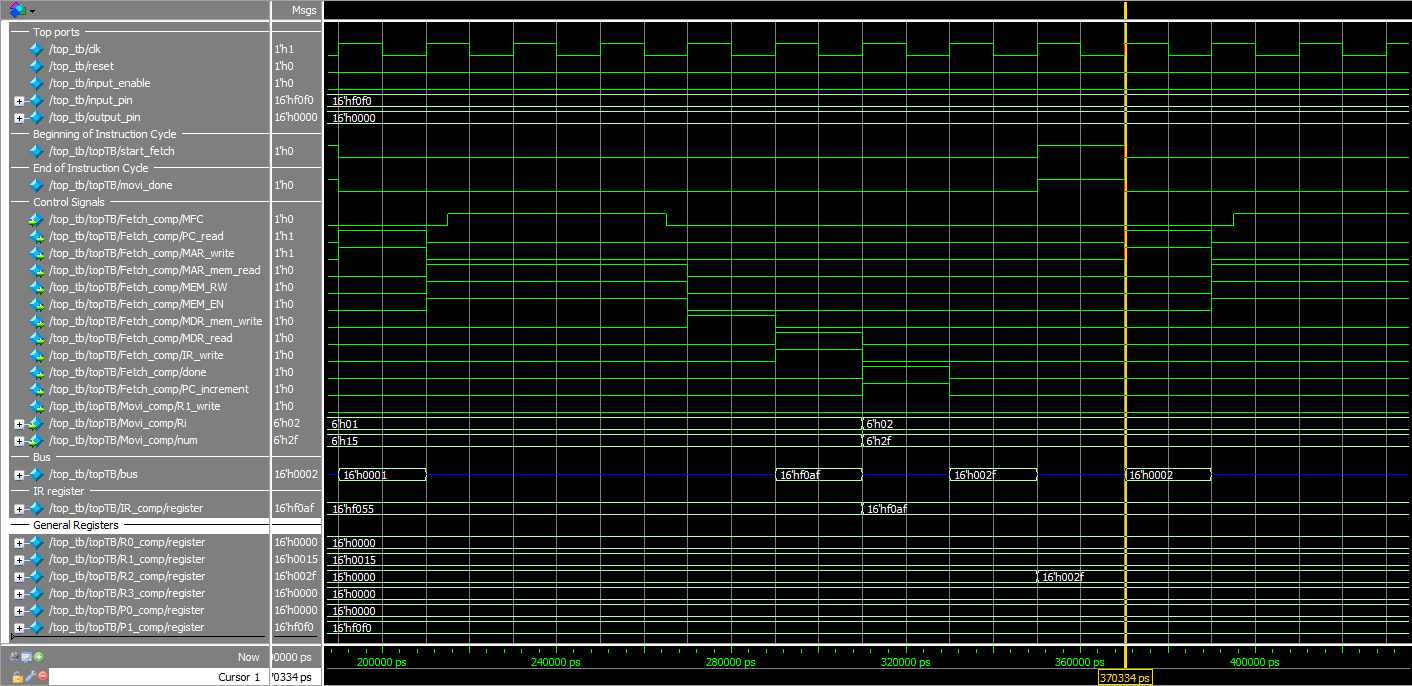 Msgs
Top ports
/top_tb/clk 1'h1
/top_tb/reset 1'h0
/top_tb/input_enable 1'h0
/top_tb/input_pin 16'hf0f0 16'hf0f0
/top_tb/output_pin 16'h0000 16'h0000
Beginning of Instruction Cycle
/top_tb/topTB/start_fetch 1'h0
End of Instruction Cycle
/top_tb/topTB/movi_done 1'h0
Control Signals
/top_tb/topTB/Fetch_comp/MFC 1'h0
/top_tb/topTB/Fetch_comp/PC_read 1'h1
/top_tb/topTB/Fetch_comp/MAR_write 1'h1
/top_tb/topTB/Fetch_comp/MAR_mem_read 1'h0
/top_tb/topTB/Fetch_comp/MEM_RW 1'h0
/top_tb/topTB/Fetch_comp/MEM_EN 1'h0
/top_tb/topTB/Fetch_comp/MDR_mem_write 1'h0
/top_tb/topTB/Fetch_comp/MDR_read 1'h0
/top_tb/topTB/Fetch_comp/IR_write 1'h0
/top_tb/topTB/Fetch_comp/done 1'h0
/top_tb/topTB/Fetch_comp/PC_increment 1'h0
/top_tb/topTB/Movi_comp/R1_write 1'h0
/top_tb/topTB/Movi_comp/Ri 6'h02 6'h01 6'h02
/top_tb/topTB/Movi_comp/num 6'h2f 6'h15 6'h2f
Bus
/top_tb/topTB/bus 16'h0002 16'h0001 16'hf0af 16'h002f 16'h0002
IR register
/top_tb/topTB/IR_comp/register 16'hf0af 16'hf055 16'hf0af
General Registers
/top_tb/topTB/R0_comp/register 16'h0000 16'h0000
/top_tb/topTB/R1_comp/register 16'h0015 16'h0015
/top_tb/topTB/R2_comp/register 16'h002f 16'h0000 16'h002f
/top_tb/topTB/R3_comp/register 16'h0000 16'h0000
/top_tb/topTB/P0_comp/register 16'h0000 16'h0000
/top_tb/topTB/P1_comp/register 16'hf0f0 16'hf0f0
Now 0000 ps 200000 ps 240000 ps 280000 ps 320000 ps 360000 ps 400000 ps
Cursor 1 70334 ps 370334 ps